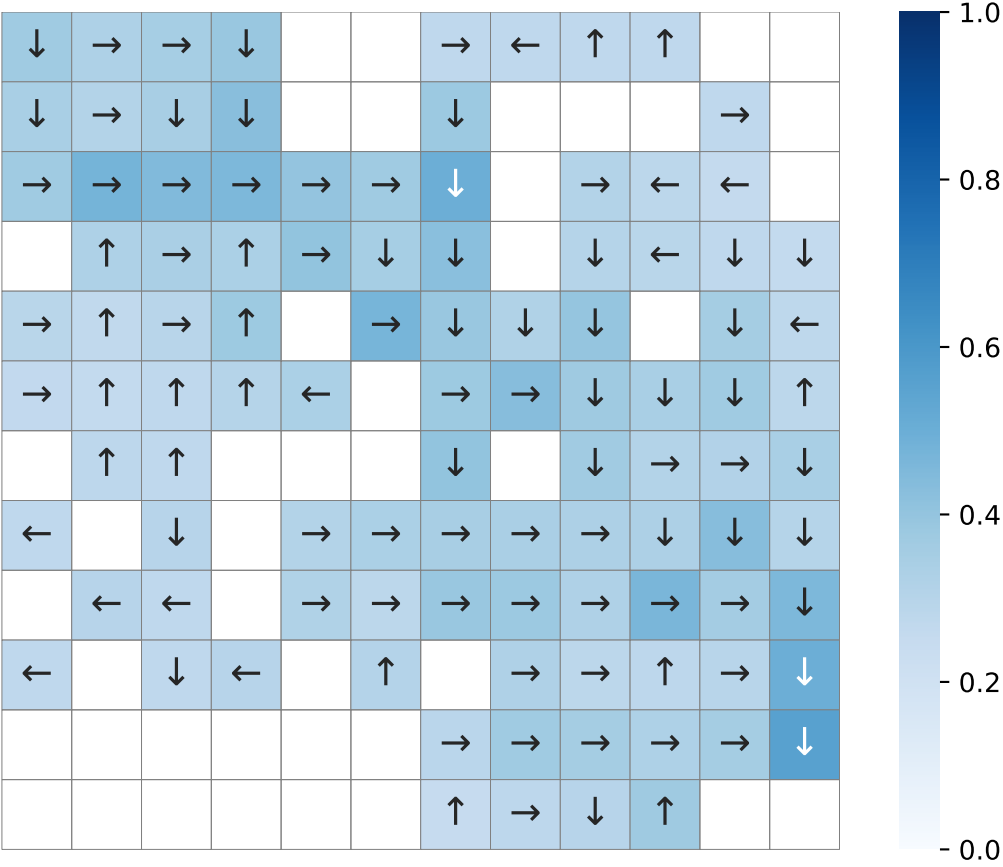 ↓ → → ↓ → ← ↑ ↑
↓ → ↓ ↓ ↓ →
→ → → → → → ↓ → ← ←
↑ → ↑ → ↓ ↓ ↓ ← ↓ ↓
→ ↑ → ↑ → ↓ ↓ ↓ ↓ ←
→ ↑ ↑ ↑ ← → → ↓ ↓ ↓ ↑
↑ ↑ ↓ ↓ → → ↓
← ↓ → → → → → ↓ ↓ ↓
← ← → → → → → → → ↓
← ↓ ← ↑ → → ↑ → ↓
→ → → → → ↓
↑ → ↓ ↑
1.0
0.8
0.6
0.4
0.2
0.0